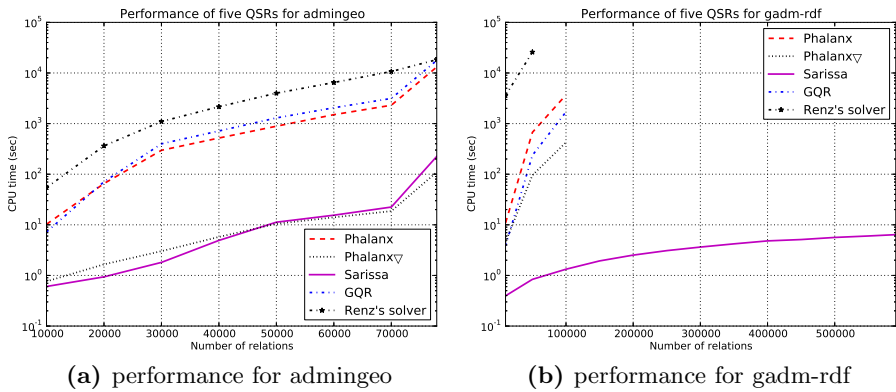 Performance of five QSRs for admingeo
10^5
10^4
10^3
10^2
10^1
10^0
10^-1
CPU time (sec)
Phalanx
Phalanx▽
Sarissa
GQR
Renz's solver
10000 20000 30000 40000 50000 60000 70000
Number of relations
(a) performance for admingeo
Performance of five QSRs for gadm-rdf
10^5
10^4
10^3
10^2
10^1
10^0
10^-1
CPU time (sec)
Phalanx
Phalanx▽
Sarissa
GQR
Renz's solver
100000 200000 300000 400000 500000
Number of relations
(b) performance for gadm-rdf